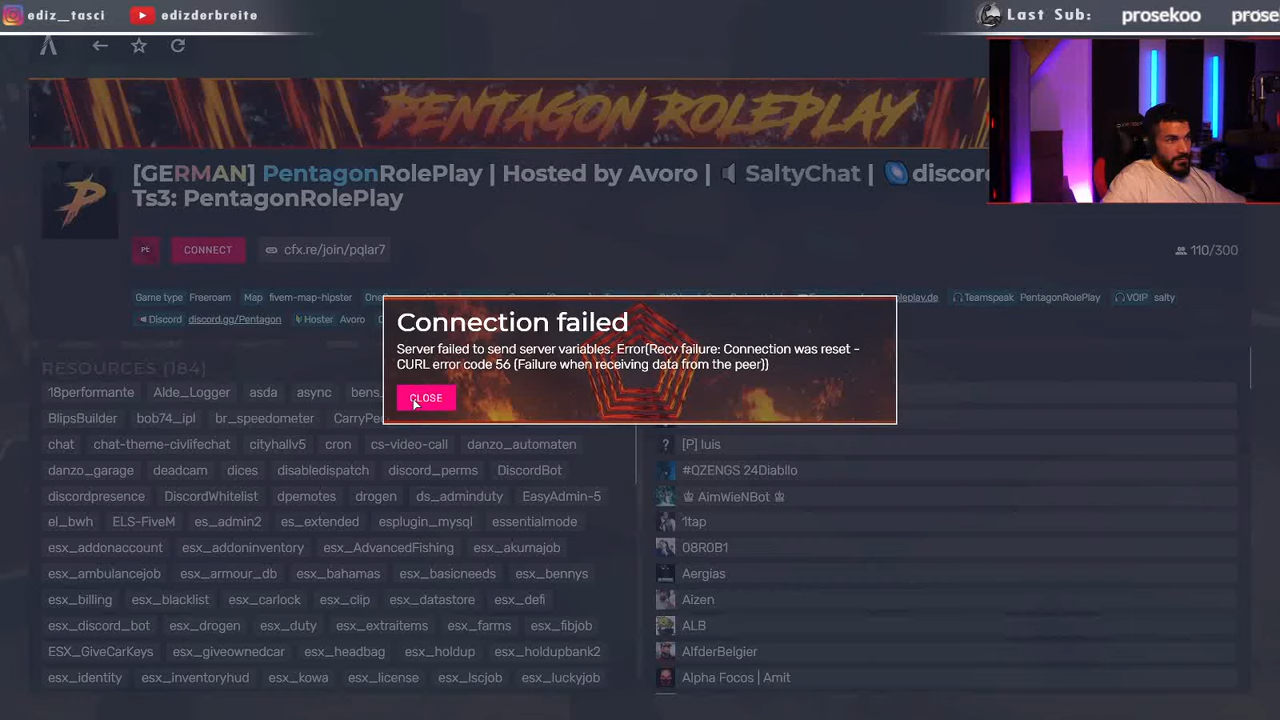 ediz__tasci
edizderbreite
Last Sub:
prosekoo
prose
PENTAGON ROLEPLAY
[GERMAN] PentagonRolePlay | Hosted by Avoro | SaltyChat | discord
Ts3: PentagonRolePlay
CONNECT
cfx.re/join/pqlar7
110/300
Game type Freeroam Map fivem-map-hipster
Teamspeak PentagonRolePlay VOIP salty
Discord discord.gg/Pentagon Hoster Avoro
Connection failed
Server failed to send server variables. Error(Recv failure: Connection was reset -
CURL error code 56 (Failure when receiving data from the peer))
CLOSE
RESOURCES (184)
18performante Alde_Logger asda async
BlipsBuilder bob74_ipl br_speedometer
chat chat-theme-civlifechat cityhallv5 cron cs-video-call danzo_automaten
danzo_garage deadcam dices disabledispatch discord_perms DiscordBot
discordpresence DiscordWhitelist dpemotes drogen ds_adminduty EasyAdmin-5
el_bwh ELS-FiveM es_admin2 es_extended esplugin_mysql essentialmode
esx_addonaccount esx_addoninventory esx_AdvancedFishing esx_akumajob
esx_ambulancejob esx_armour_db esx_bahamas esx_basicneeds esx_bennys
esx_billing esx_blacklist esx_carlock esx_clip esx_datastore esx_defi
esx_discord_bot esx_drogen esx_duty esx_extraitems esx_farms esx_fibjob
ESX_GiveCarKeys esx_giveownedcar esx_headbag esx_holdup esx_holdupbank2
esx_identity esx_inventoryhud esx_kowa esx_license esx_lscjob esx_luckyjob
? [P] luis
#QZENGS 24Diabllo
♔ AimWieNBot ♔
1tap
08R0B1
Aergias
Aizen
ALB
AlfderBelgier
Alpha Focos | Amit